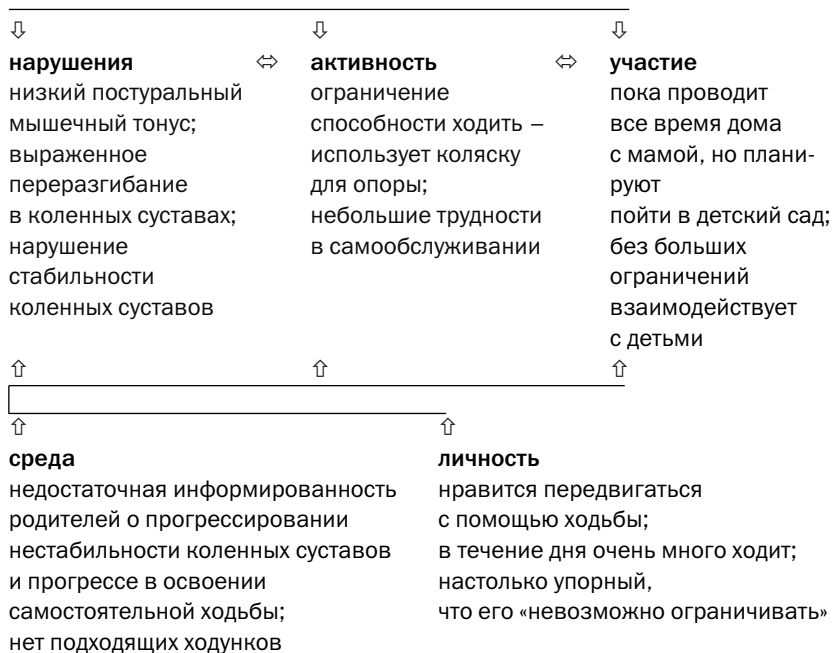 ⇩ ⇩ ⇩
нарушения ⇔ активность ⇔ участие
низкий постуральный
мышечный тонус;
выраженное
переразгибание
в коленных суставах;
нарушение
стабильности
коленных суставов
ограничение
способности ходить –
использует коляску
для опоры;
небольшие трудности
в самообслуживании
пока проводит
все время дома
с мамой, но плани-
руют
пойти в детский сад;
без больших
ограничений
взаимодействует
с детьми
⇧ ⇧ ⇧
⇧ ⇧
среда
недостаточная информированность
родителей о прогрессировании
нестабильности коленных суставов
и прогрессе в освоении
самостоятельной ходьбы;
нет подходящих ходунков
личность
нравится передвигаться
с помощью ходьбы;
в течение дня очень много ходит;
настолько упорный,
что его «невозможно ограничивать»